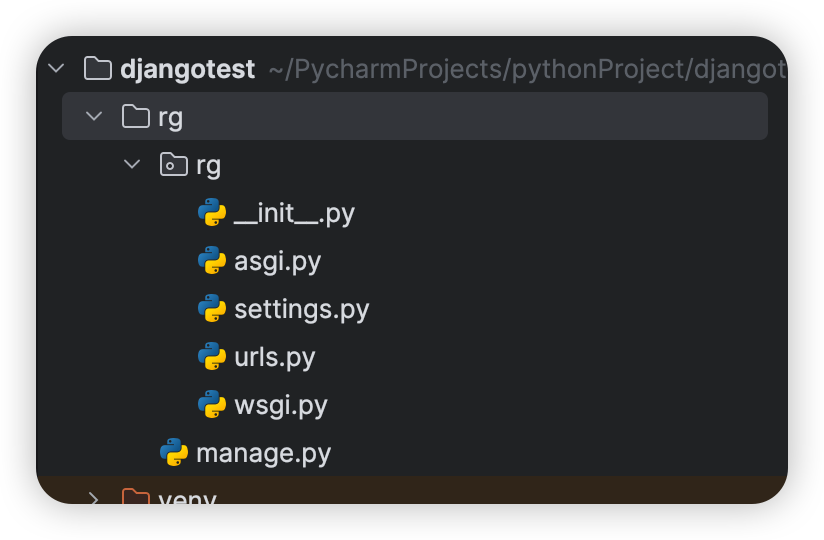 djangotest ~/PycharmProjects/pythonProject/djangot
rg
rg
__init__.py
asgi.py
settings.py
urls.py
wsgi.py
manage.py
venv